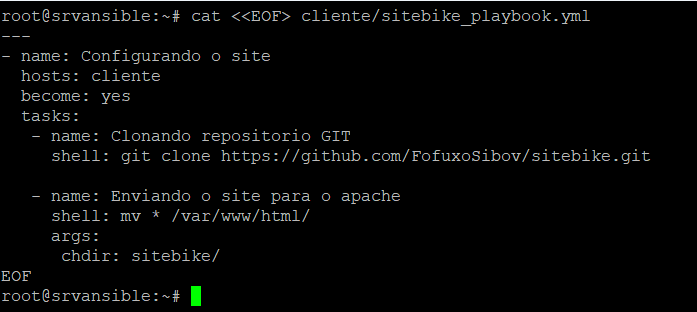 root@srvansible:~# cat <<EOF> cliente/sitebike_playbook.yml
---
- name: Configurando o site
  hosts: cliente
  become: yes
  tasks:
   - name: Clonando repositorio GIT
     shell: git clone https://github.com/FofuxoSibov/sitebike.git

   - name: Enviando o site para o apache
     shell: mv * /var/www/html/
     args:
      chdir: sitebike/
EOF
root@srvansible:~#